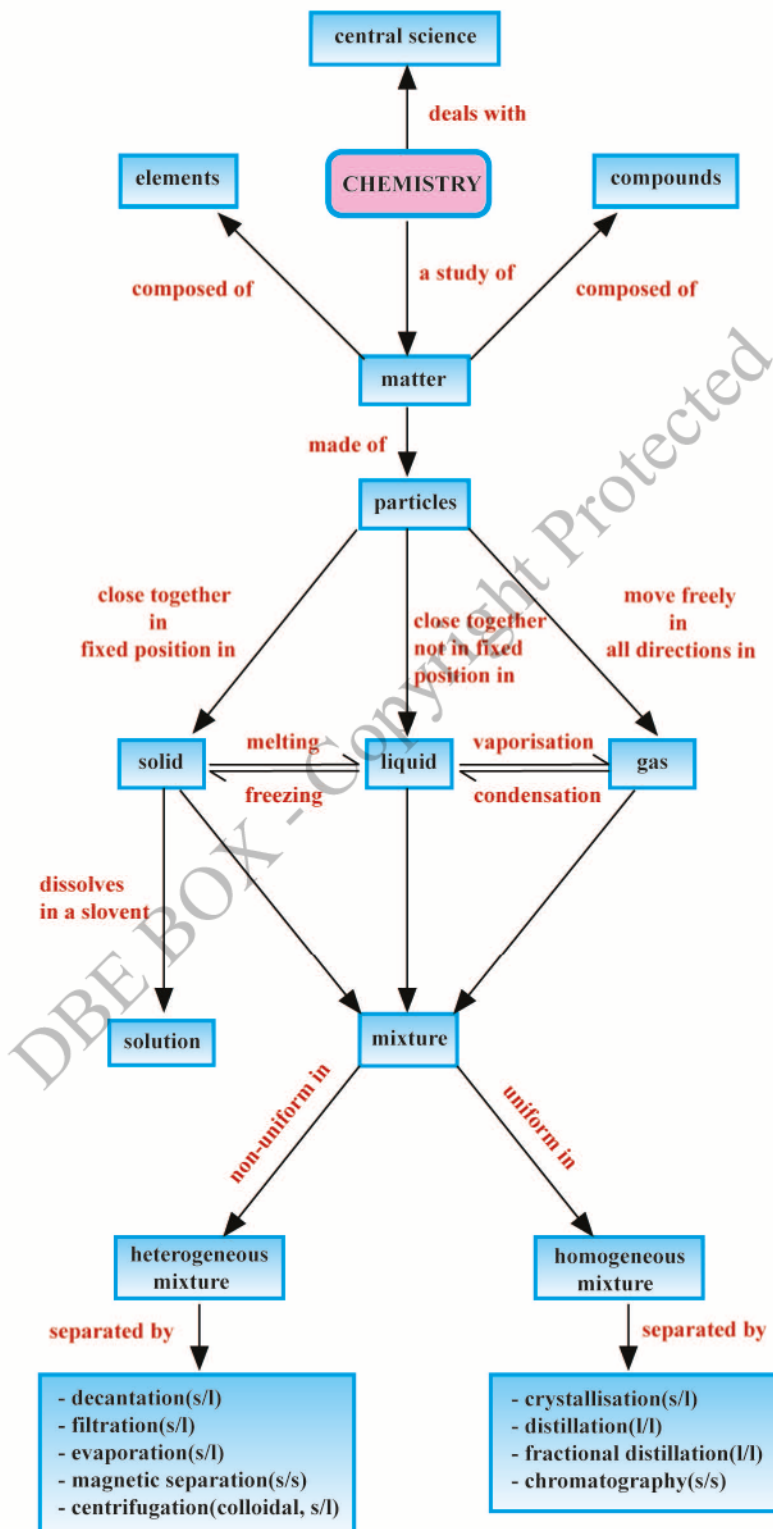 central science
deals with
elements
CHEMISTRY
compounds
composed of
a study of
composed of
matter
made of
particles
close together
in
fixed position in
close together
not in fixed
position in
move freely
in
all directions in
solid
melting
freezing
liquid
vaporisation
condensation
gas
dissolves
in a slovent
solution
mixture
non-uniform in
uniform in
heterogeneous
mixture
homogeneous
mixture
separated by
separated by
- decantation(s/l)
- filtration(s/l)
- evaporation(s/l)
- magnetic separation(s/s)
- centrifugation(colloidal, s/l)
- crystallisation(s/l)
- distillation(l/l)
- fractional distillation(l/l)
- chromatography(s/s)
DBE BOX - Copyright Protected